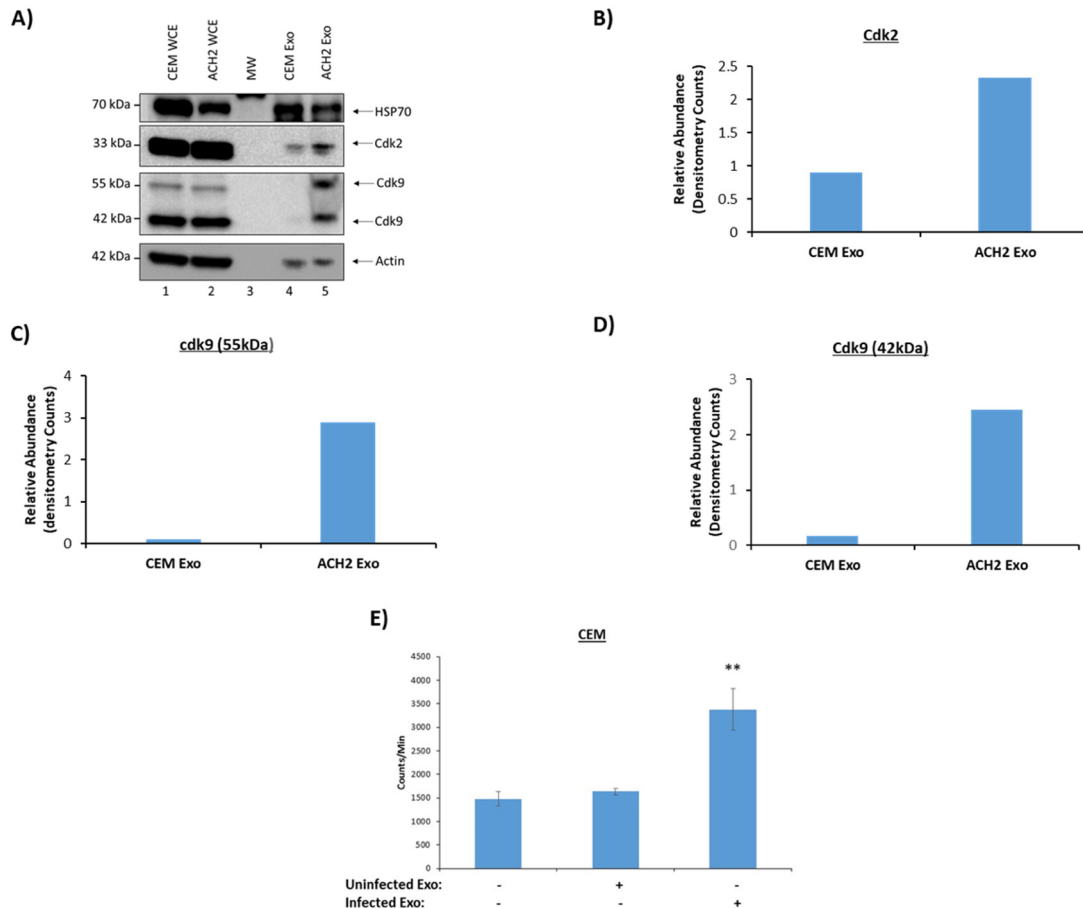 A)
CEM WCE
ACH2 WCE
MW
CEM Exo
ACH2 Exo
70 kDa
HSP70
33 kDa
Cdk2
55 kDa
Cdk9
42 kDa
Cdk9
42 kDa
Actin
1 2 3 4 5
B)
Cdk2
Relative Abundance
(Densitometry Counts)
2.5
2
1.5
1
0.5
0
CEM Exo
ACH2 Exo
C)
cdk9 (55kDa)
Relative Abundance
(densitometry Counts)
4
3
2
1
0
CEM Exo
ACH2 Exo
D)
Cdk9 (42kDa)
Relative Abundance
(Densitometry Counts)
3
2
1
0
CEM Exo
ACH2 Exo
E)
CEM
Counts/Min
4500
4000
3500
3000
2500
2000
1500
1000
500
0
**
Uninfected Exo: - + -
Infected Exo: - - +